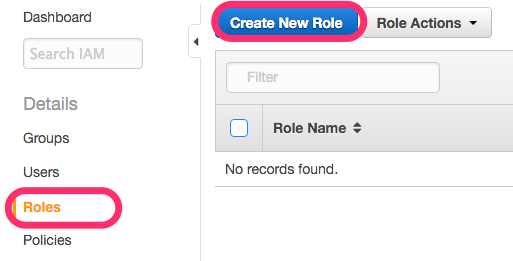 Dashboard
Search IAM
Details
Groups
Users
Roles
Policies
Create New Role
Role Actions
Filter
Role Name
No records found.